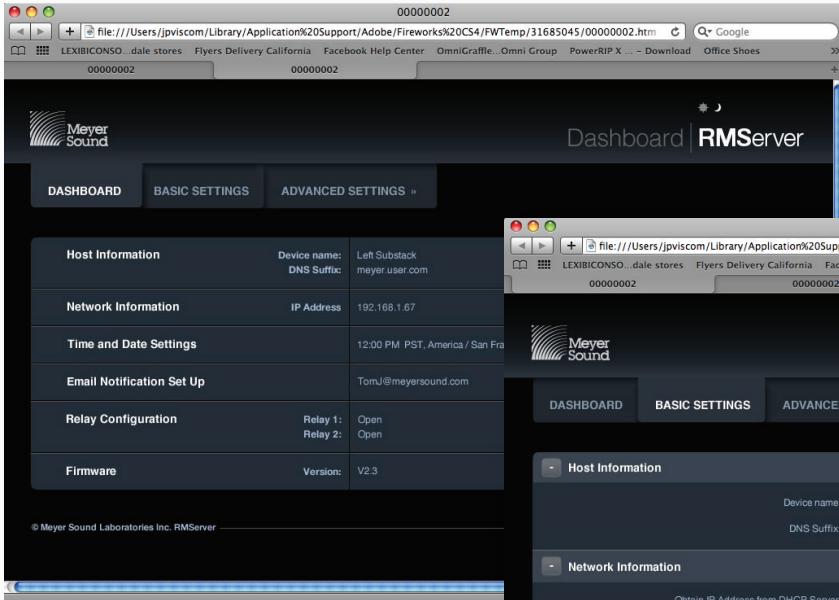 00000002
file:///Users/jpviscom/Library/Application%20Support/Adobe/Fireworks%20CS4/FWTemp/31685045/00000002.htm
Google
LEXIBICONSO...dale stores Flyers Delivery California Facebook Help Center OmniGraffle...Omni Group PowerRIP X ... – Download Office Shoes
00000002 00000002
Meyer
Sound
Dashboard RMServer
DASHBOARD BASIC SETTINGS ADVANCED SETTINGS »
Host Information Device name: Left Substack
DNS Suffix: meyer.user.com
Network Information IP Address 192.168.1.67
Time and Date Settings 12:00 PM PST, America / San Fra
Email Notification Set Up TomJ@meyersound.com
Relay Configuration Relay 1: Open
Relay 2: Open
Firmware Version: V2.3
© Meyer Sound Laboratories Inc. RMServer
file:///Users/jpviscom/Library/Application%20Supp
LEXIBICONSO...dale stores Flyers Delivery California Fac
00000002 00000002
Meyer
Sound
DASHBOARD BASIC SETTINGS ADVANCE
- Host Information
Device name
DNS Suffix
- Network Information
Obtain IP Address from DHCP Server